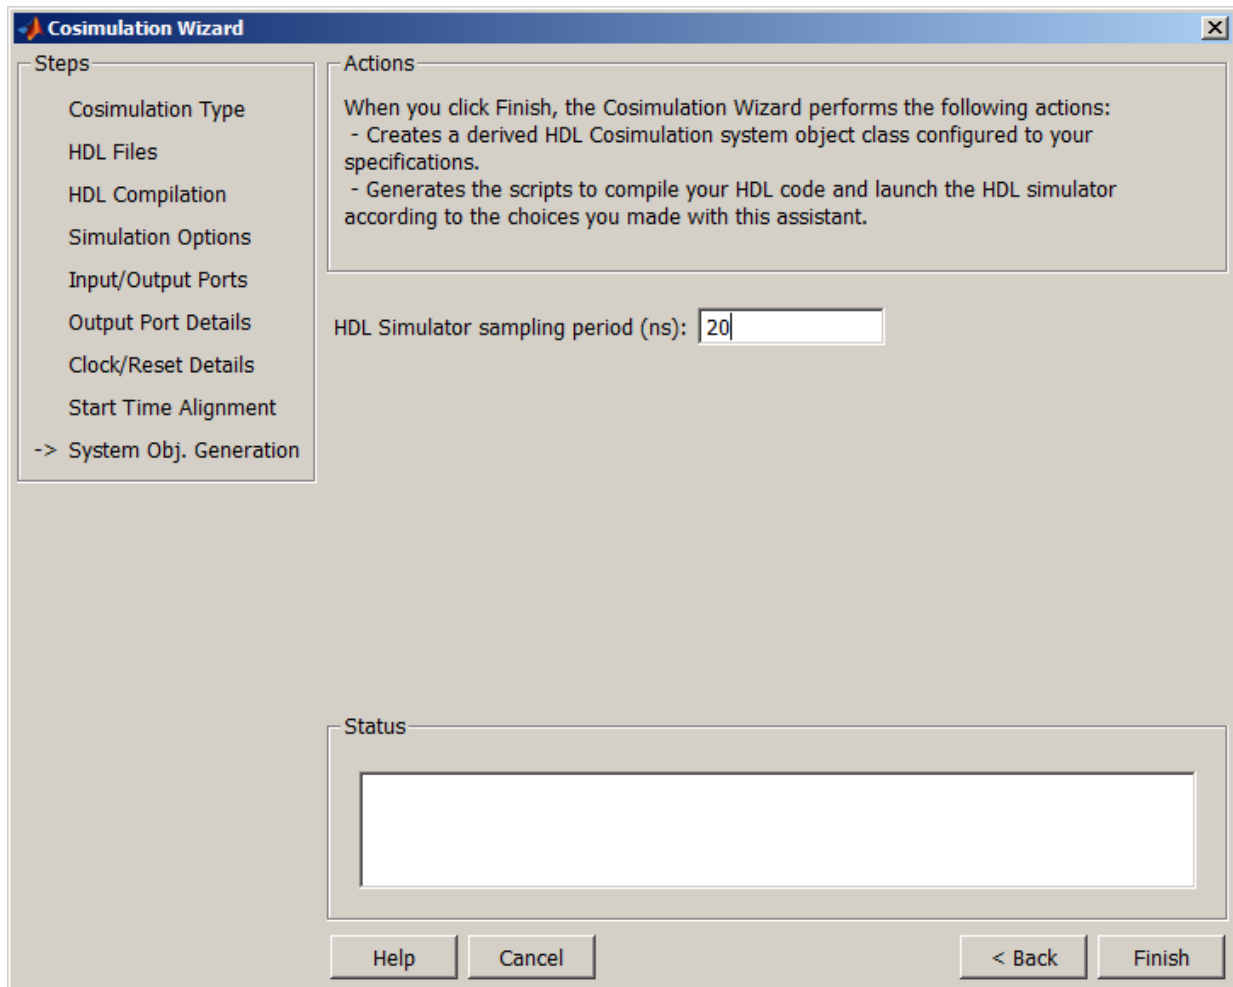 Cosimulation Wizard
Steps
Cosimulation Type
HDL Files
HDL Compilation
Simulation Options
Input/Output Ports
Output Port Details
Clock/Reset Details
Start Time Alignment
-> System Obj. Generation
Actions
When you click Finish, the Cosimulation Wizard performs the following actions:
- Creates a derived HDL Cosimulation system object class configured to your
specifications.
- Generates the scripts to compile your HDL code and launch the HDL simulator
according to the choices you made with this assistant.
HDL Simulator sampling period (ns): 20
Status
Help Cancel < Back Finish